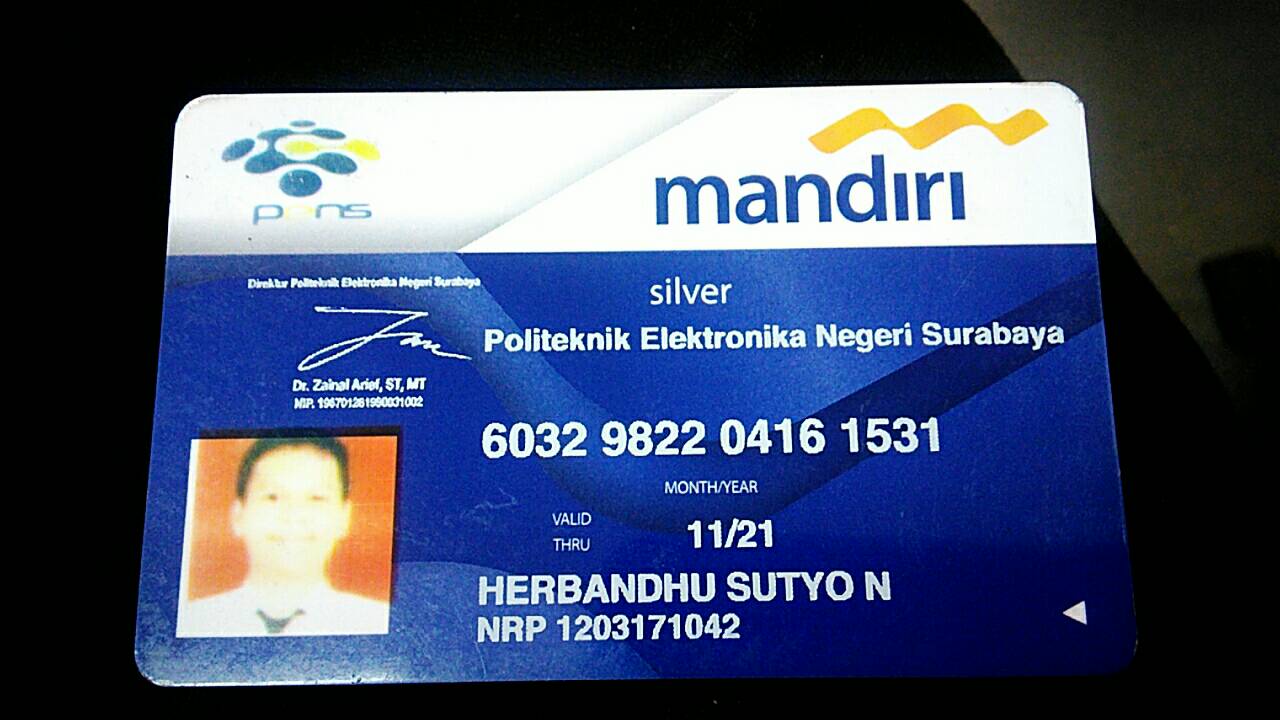 pens
mandırı
Direktur Politeknik Elektronika Negeri Surabaya
silver
Politeknik Elektronika Negeri Surabaya
Dr. Zainal Arief, ST, MT
NIP. 196701261990031002
6032 9822 0416 1531
MONTH/YEAR
VALID THRU 11/21
HERBANDHU SUTYO N
NRP 1203171042